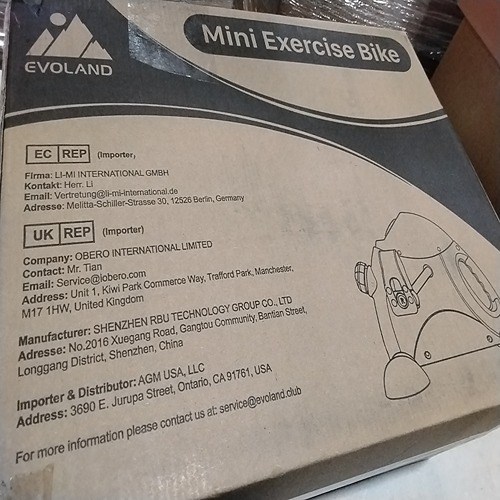 EVOLAND
Mini Exercise Bike
EC REP (Importer)
Firma: LI-MI INTERNATIONAL GMBH
Kontakt: Herr. Li
Email: Vertretung@li-mi-international.de
Adresse: Melitta-Schiller-Strasse 30, 12526 Berlin, Germany
UK REP (Importer)
Company: OBERO INTERNATIONAL LIMITED
Contact: Mr. Tian
Email: Service@iobero.com
Address: Unit 1, Kiwi Park Commerce Way, Trafford Park, Manchester,
M17 1HW, United Kingdom
Manufacturer: SHENZHEN RBU TECHNOLOGY GROUP CO., LTD
Adresse: No.2016 Xuegang Road, Gangtou Community, Bantian Street,
Longgang District, Shenzhen, China
Importer & Distributor: AGM USA, LLC
Address: 3690 E. Jurupa Street, Ontario, CA 91761, USA
For more information please contact us at: service@evoland.club